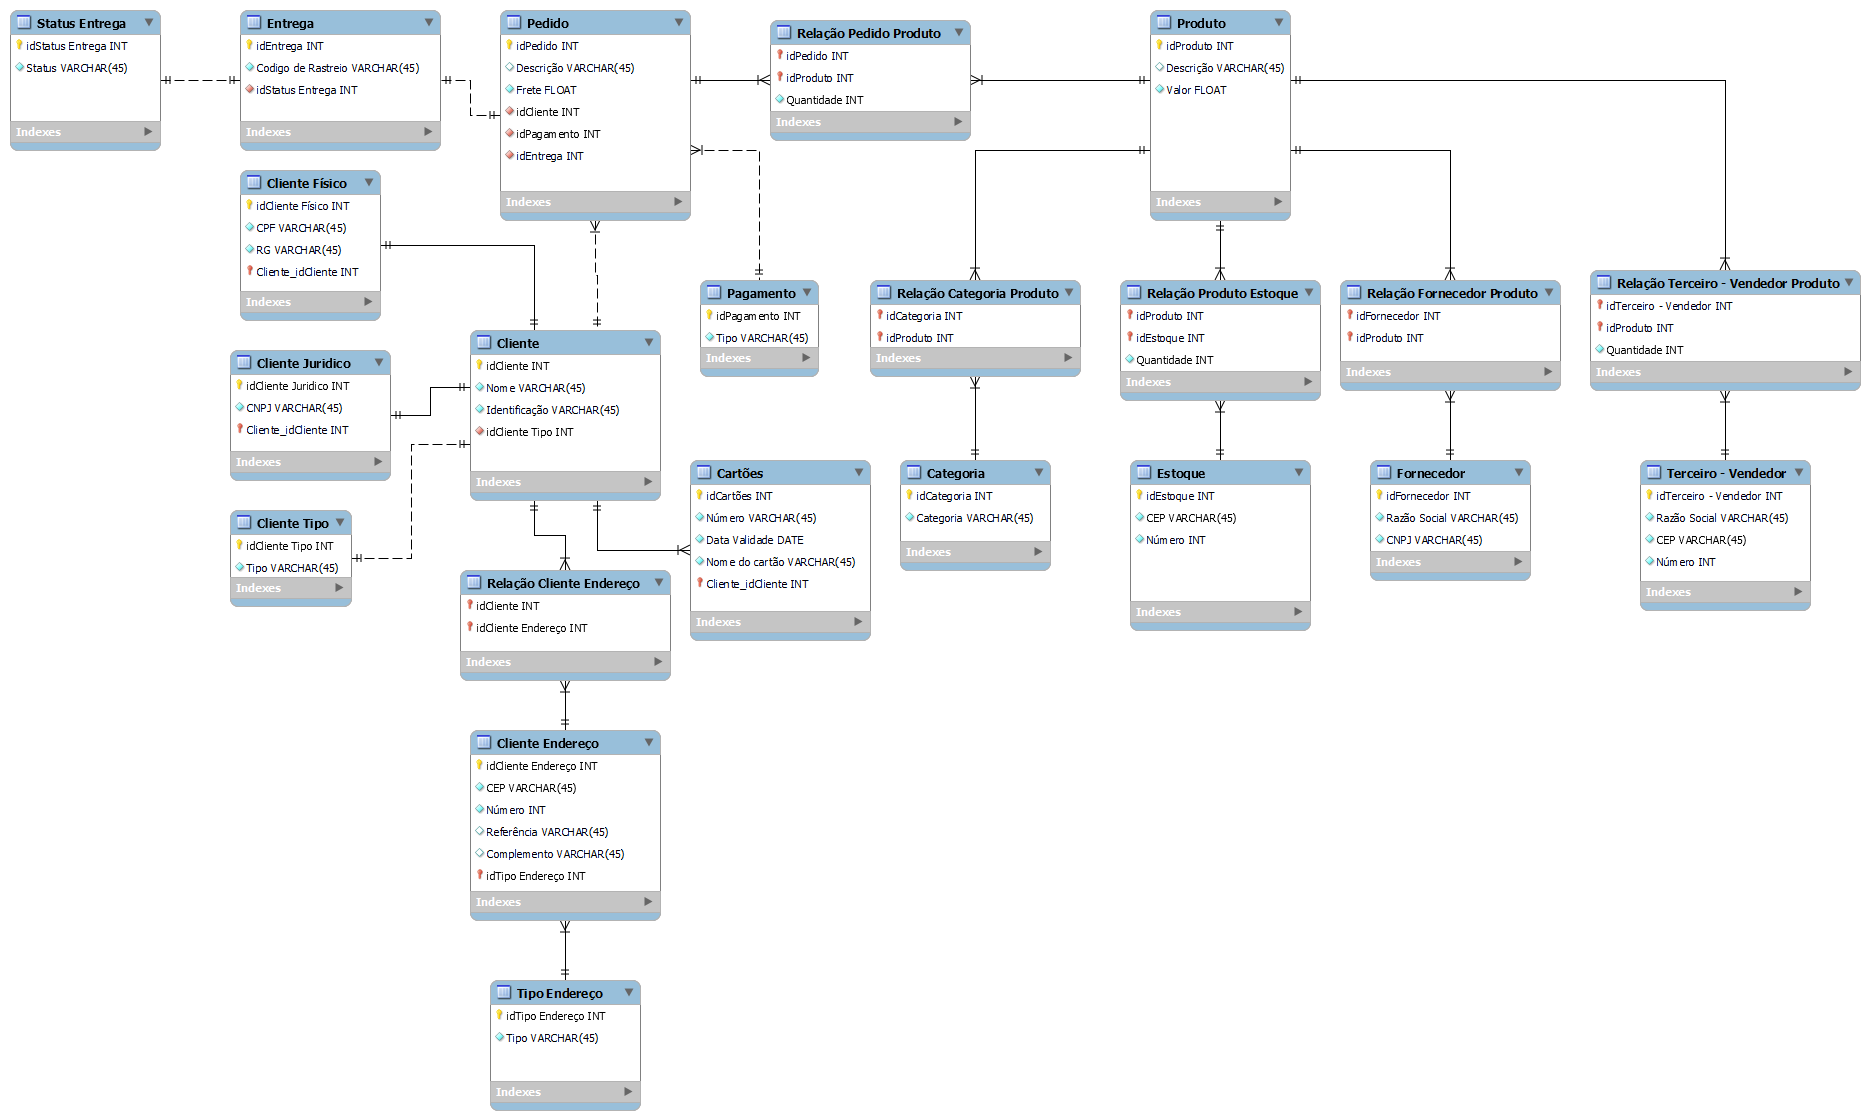 Status Entrega
idStatus Entrega INT
Status VARCHAR(45)
Indexes
Entrega
idEntrega INT
Codigo de Rastreio VARCHAR(45)
idStatus Entrega INT
Indexes
Pedido
idPedido INT
Descrição VARCHAR(45)
Frete FLOAT
idCliente INT
idPagamento INT
idEntrega INT
Indexes
Relação Pedido Produto
idPedido INT
idProduto INT
Quantidade INT
Indexes
Produto
idProduto INT
Descrição VARCHAR(45)
Valor FLOAT
Indexes
Cliente Físico
idCliente Físico INT
CPF VARCHAR(45)
RG VARCHAR(45)
Cliente_idCliente INT
Indexes
Cliente Juridico
idCliente Juridico INT
CNPJ VARCHAR(45)
Cliente_idCliente INT
Indexes
Cliente Tipo
idCliente Tipo INT
Tipo VARCHAR(45)
Indexes
Cliente
idCliente INT
Nome VARCHAR(45)
Identificação VARCHAR(45)
idCliente Tipo INT
Indexes
Pagamento
idPagamento INT
Tipo VARCHAR(45)
Indexes
Relação Categoria Produto
idCategoria INT
idProduto INT
Indexes
Relação Produto Estoque
idProduto INT
idEstoque INT
Quantidade INT
Indexes
Relação Fornecedor Produto
idFornecedor INT
idProduto INT
Indexes
Relação Terceiro - Vendedor Produto
idTerceiro - Vendedor INT
idProduto INT
Quantidade INT
Indexes
Cartões
idCartões INT
Número VARCHAR(45)
Data Validade DATE
Nome do cartão VARCHAR(45)
Cliente_idCliente INT
Indexes
Categoria
idCategoria INT
Categoria VARCHAR(45)
Indexes
Estoque
idEstoque INT
CEP VARCHAR(45)
Número INT
Indexes
Fornecedor
idFornecedor INT
Razão Social VARCHAR(45)
CNPJ VARCHAR(45)
Indexes
Terceiro - Vendedor
idTerceiro - Vendedor INT
Razão Social VARCHAR(45)
CEP VARCHAR(45)
Número INT
Indexes
Relação Cliente Endereço
idCliente INT
idCliente Endereço INT
Indexes
Cliente Endereço
idCliente Endereço INT
CEP VARCHAR(45)
Número INT
Referência VARCHAR(45)
Complemento VARCHAR(45)
idTipo Endereço INT
Indexes
Tipo Endereço
idTipo Endereço INT
Tipo VARCHAR(45)
Indexes